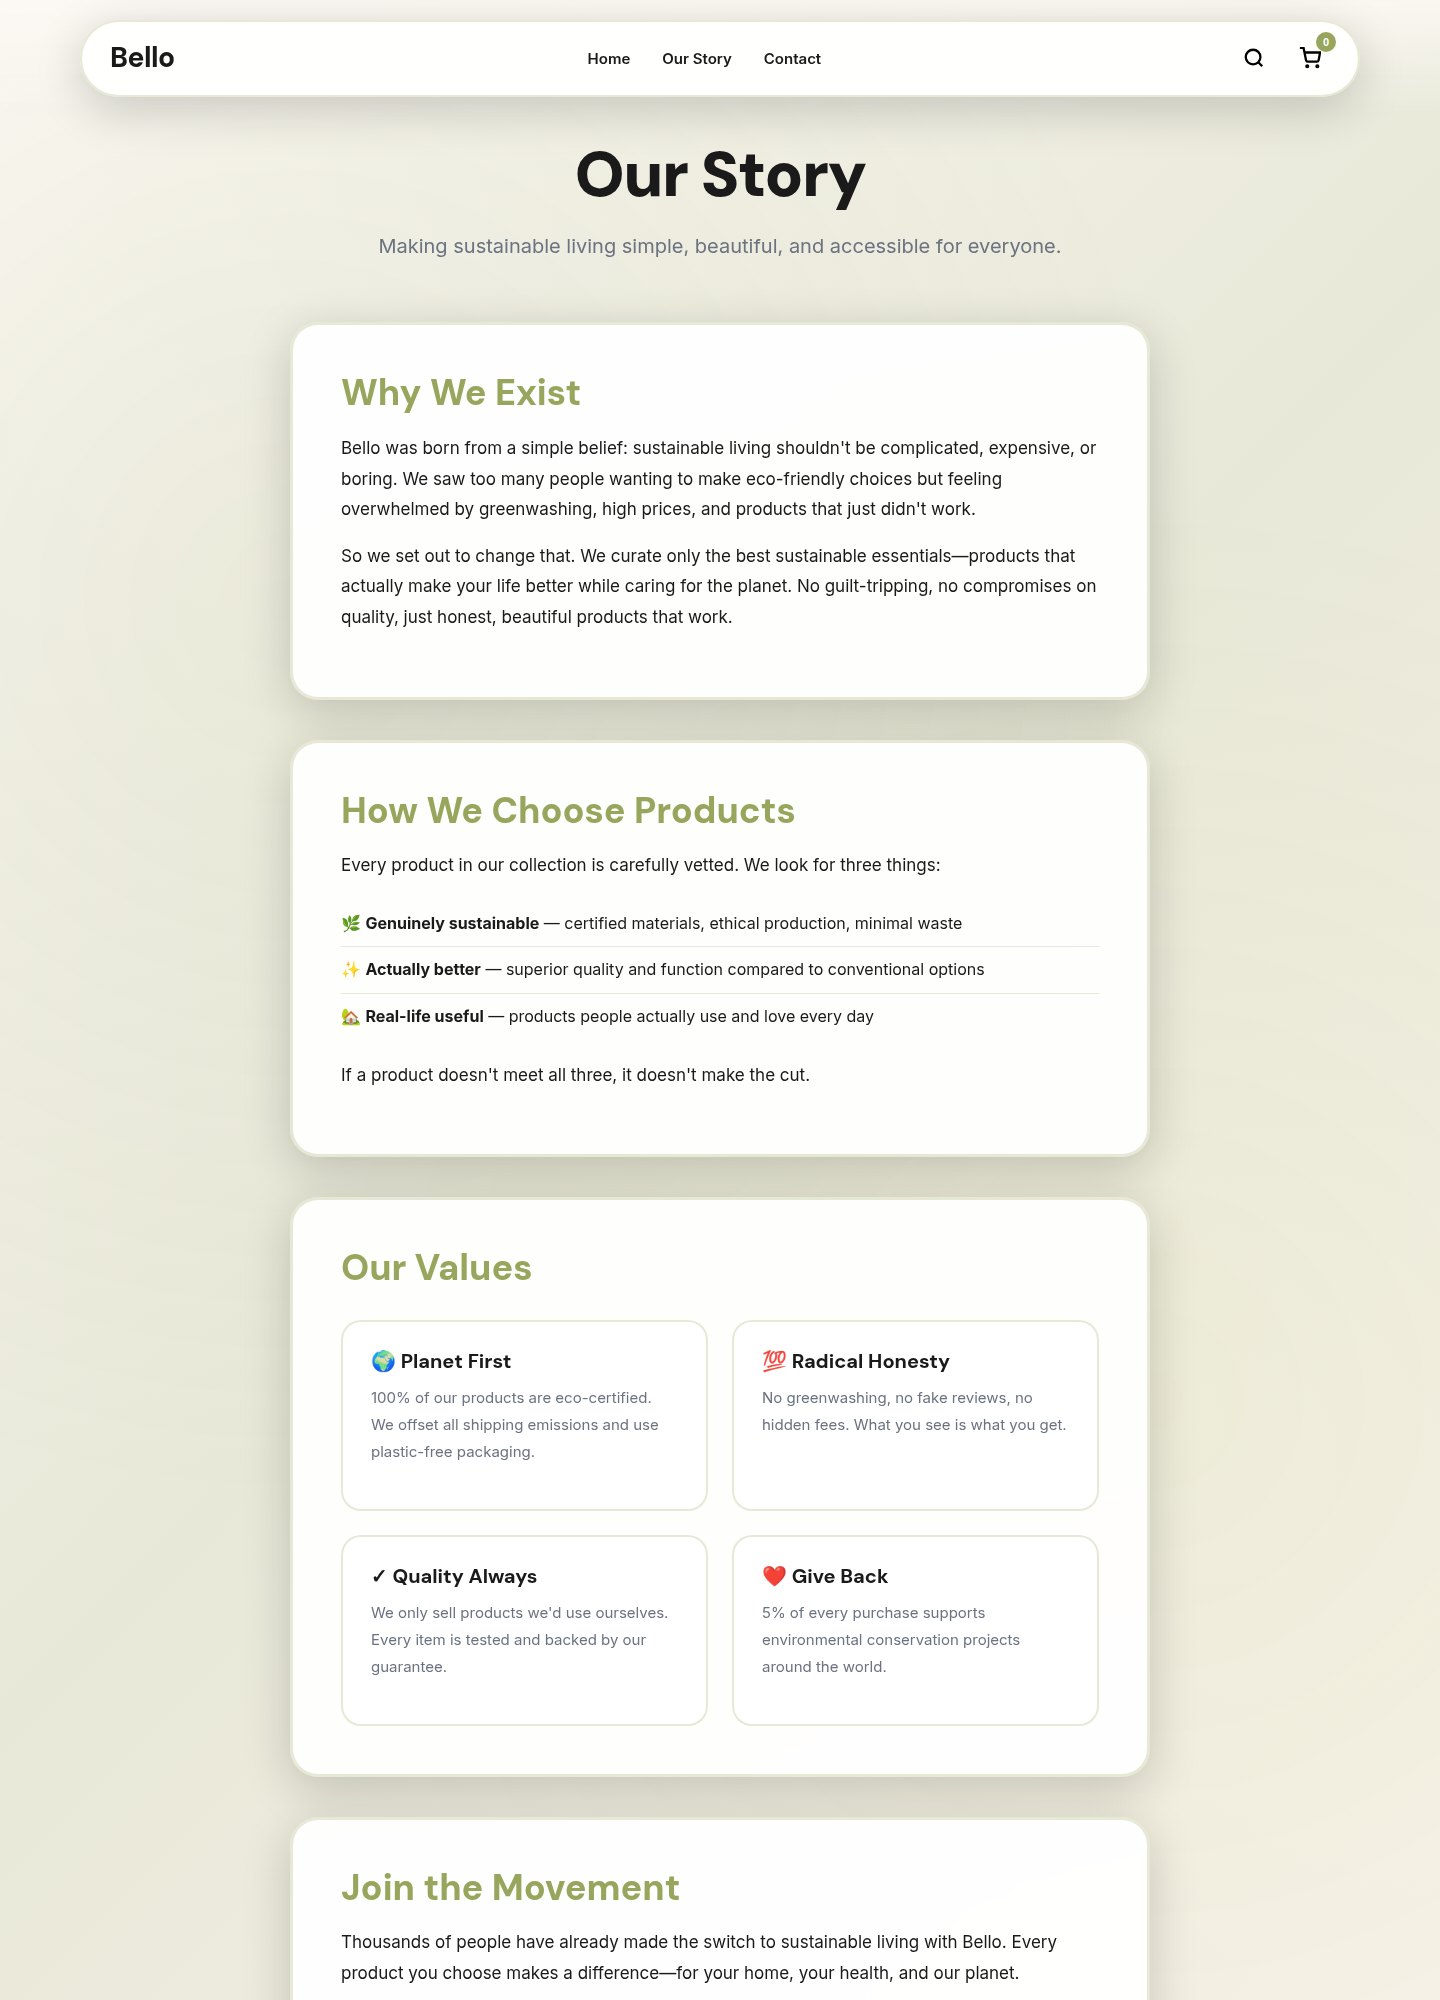 Bello
Home Our Story Contact
0
Our Story
Making sustainable living simple, beautiful, and accessible for everyone.
Why We Exist
Bello was born from a simple belief: sustainable living shouldn't be complicated, expensive, or
boring. We saw too many people wanting to make eco-friendly choices but feeling
overwhelmed by greenwashing, high prices, and products that just didn't work.
So we set out to change that. We curate only the best sustainable essentials—products that
actually make your life better while caring for the planet. No guilt-tripping, no compromises on
quality, just honest, beautiful products that work.
How We Choose Products
Every product in our collection is carefully vetted. We look for three things:
🌿 Genuinely sustainable — certified materials, ethical production, minimal waste
✨ Actually better — superior quality and function compared to conventional options
🏡 Real-life useful — products people actually use and love every day
If a product doesn't meet all three, it doesn't make the cut.
Our Values
🌍 Planet First
100% of our products are eco-certified.
We offset all shipping emissions and use
plastic-free packaging.
💯 Radical Honesty
No greenwashing, no fake reviews, no
hidden fees. What you see is what you get.
✓ Quality Always
We only sell products we'd use ourselves.
Every item is tested and backed by our
guarantee.
❤️ Give Back
5% of every purchase supports
environmental conservation projects
around the world.
Join the Movement
Thousands of people have already made the switch to sustainable living with Bello. Every
product you choose makes a difference—for your home, your health, and our planet.